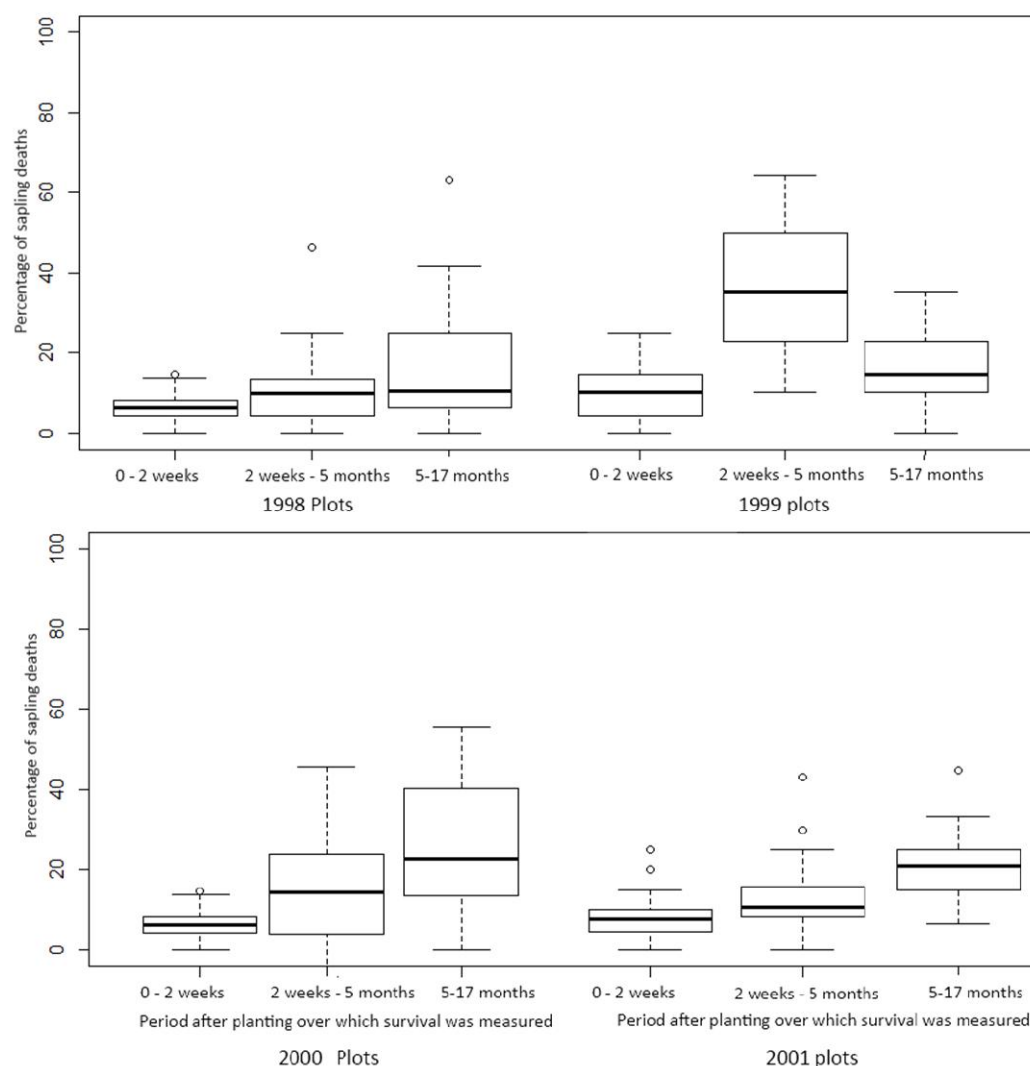 100
80
60
40
20
0
Percentage of sapling deaths
0 - 2 weeks 2 weeks - 5 months 5-17 months 0 - 2 weeks 2 weeks - 5 months 5-17 months
1998 Plots 1999 plots
100
80
60
40
20
0
Percentage of sapling deaths
0 - 2 weeks 2 weeks - 5 months 5-17 months 0 - 2 weeks 2 weeks - 5 months 5-17 months
Period after planting over which survival was measured Period after planting over which survival was measured
2000 Plots 2001 plots